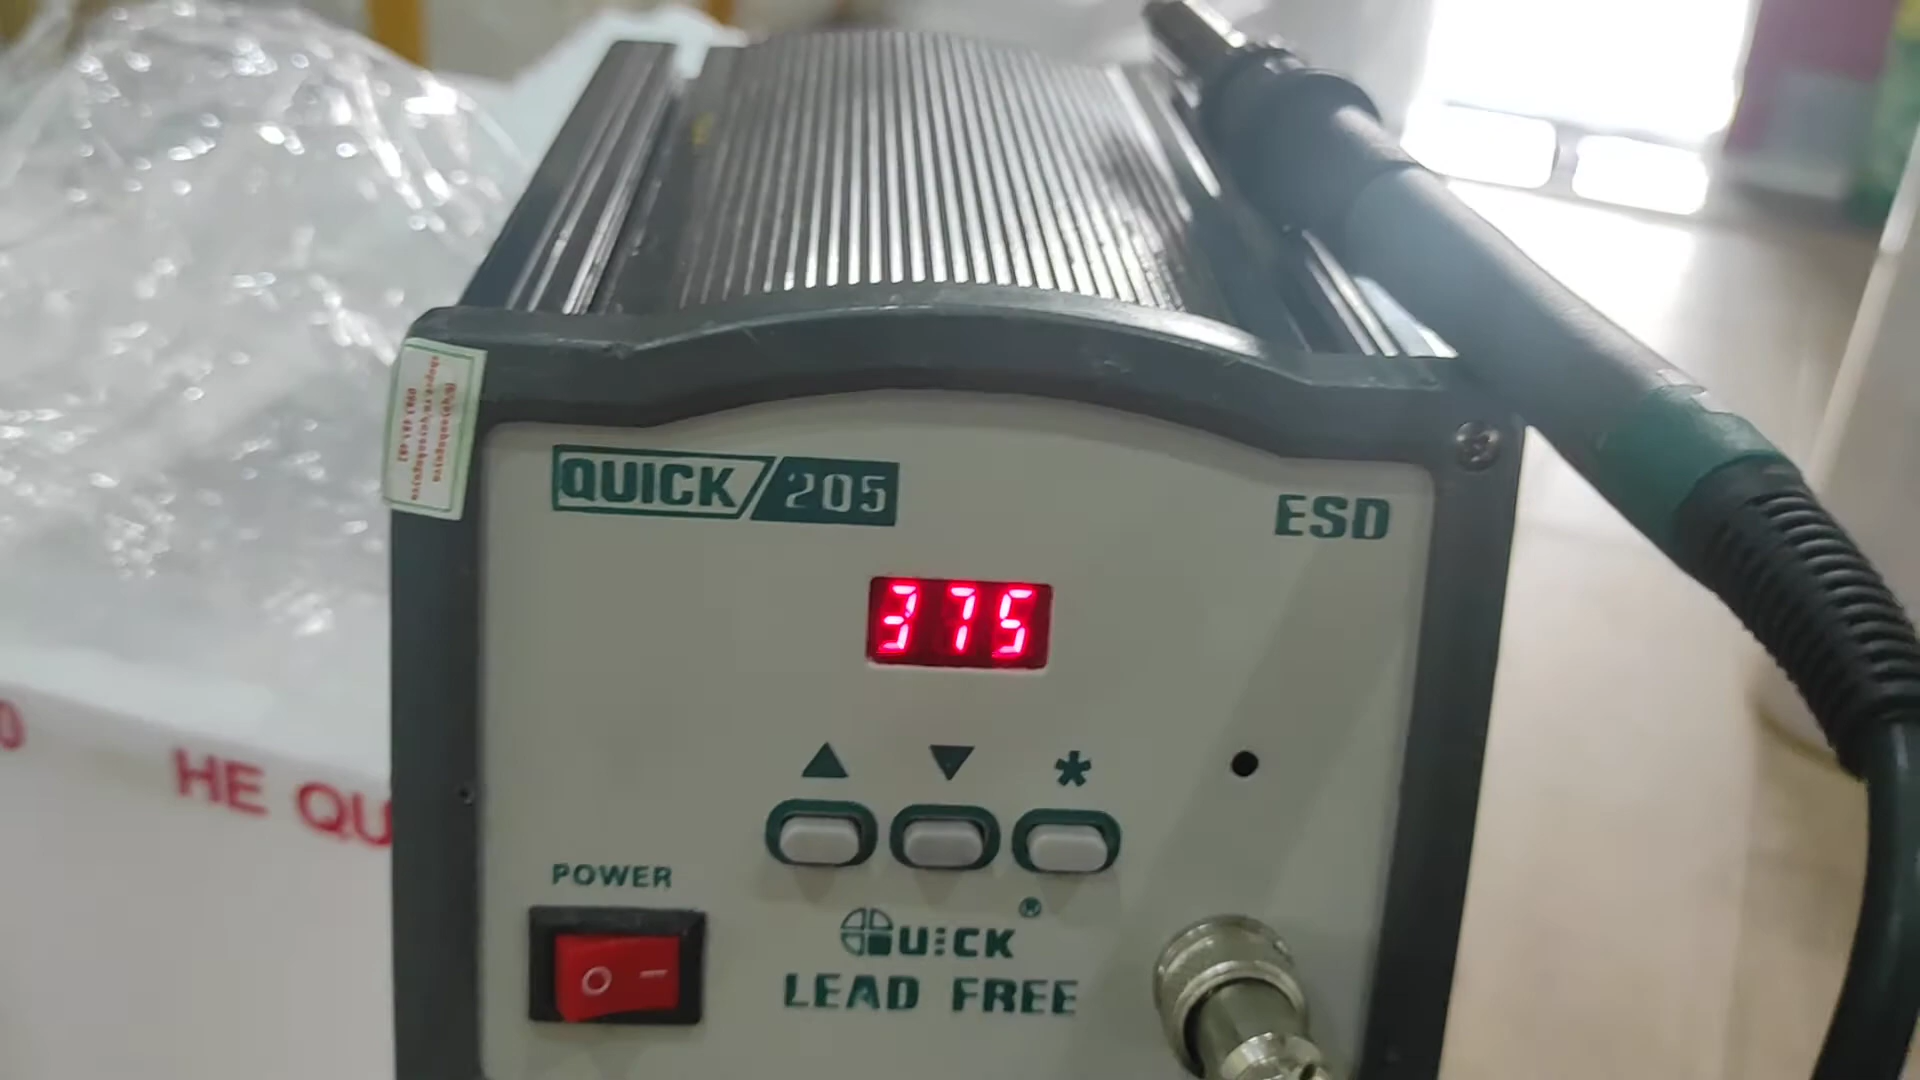 QUICK/205
ESD
375
▲ ▼ *
POWER
QUICK®
LEAD FREE
HE QU